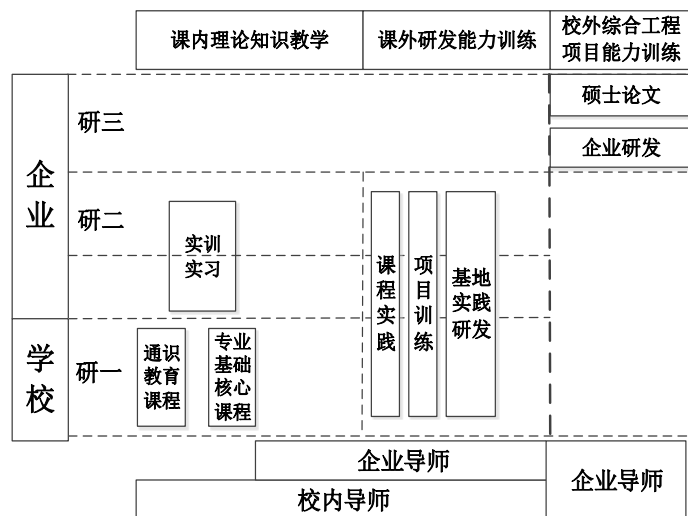 课内理论知识教学
课外研发能力训练
校外综合工程
项目能力训练
企业
研三
硕士论文
企业研发
研二
实训
实习
课程实践
项目训练
基地
实践
研发
学校
研一
通识
教育
课程
专业
基础
核心
课程
企业导师
企业导师
校内导师